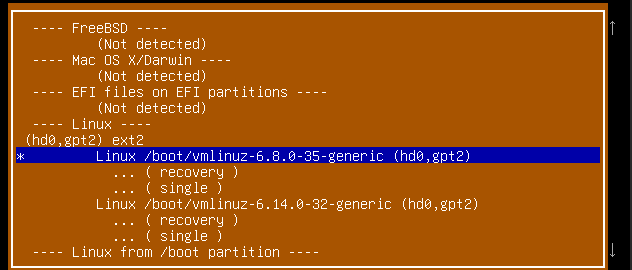 ---- FreeBSD ----
(Not detected)
---- Mac OS X/Darwin ----
(Not detected)
---- EFI files on EFI partitions ----
(Not detected)
---- Linux ----
(hd0,gpt2) ext2
* Linux /boot/vmlinuz-6.8.0-35-generic (hd0,gpt2)
... ( recovery )
... ( single )
Linux /boot/vmlinuz-6.14.0-32-generic (hd0,gpt2)
... ( recovery )
... ( single )
---- Linux from /boot partition ----